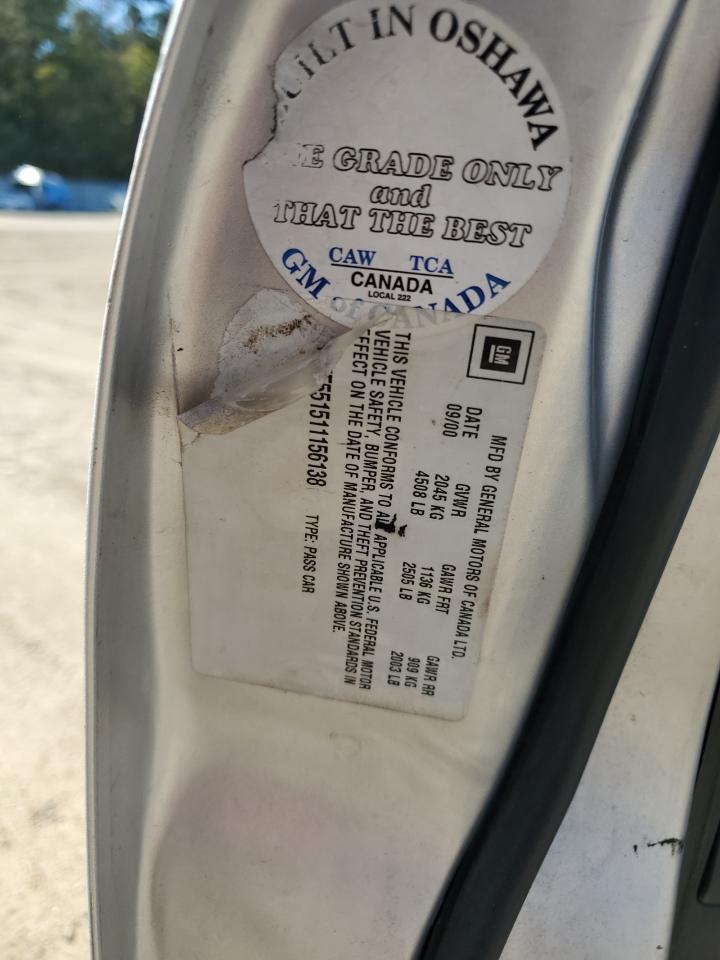 IN OSHAWA
GRADE ONLY
and
THAT THE BEST
CAW TCA
CANADA
LOCAL 222
GM of CANADA
GM
MFD BY GENERAL MOTORS OF CANADA LTD.
DATE GVWR GAWR FRT GAWR RR
09/00 2045 KG 1136 KG 909 KG
4508 LB 2505 LB 2003 LB
THIS VEHICLE CONFORMS TO ALL APPLICABLE U.S. FEDERAL MOTOR
VEHICLE SAFETY, BUMPER, AND THEFT PREVENTION STANDARDS IN
EFFECT ON THE DATE OF MANUFACTURE SHOWN ABOVE.
551511156138 TYPE: PASS CAR